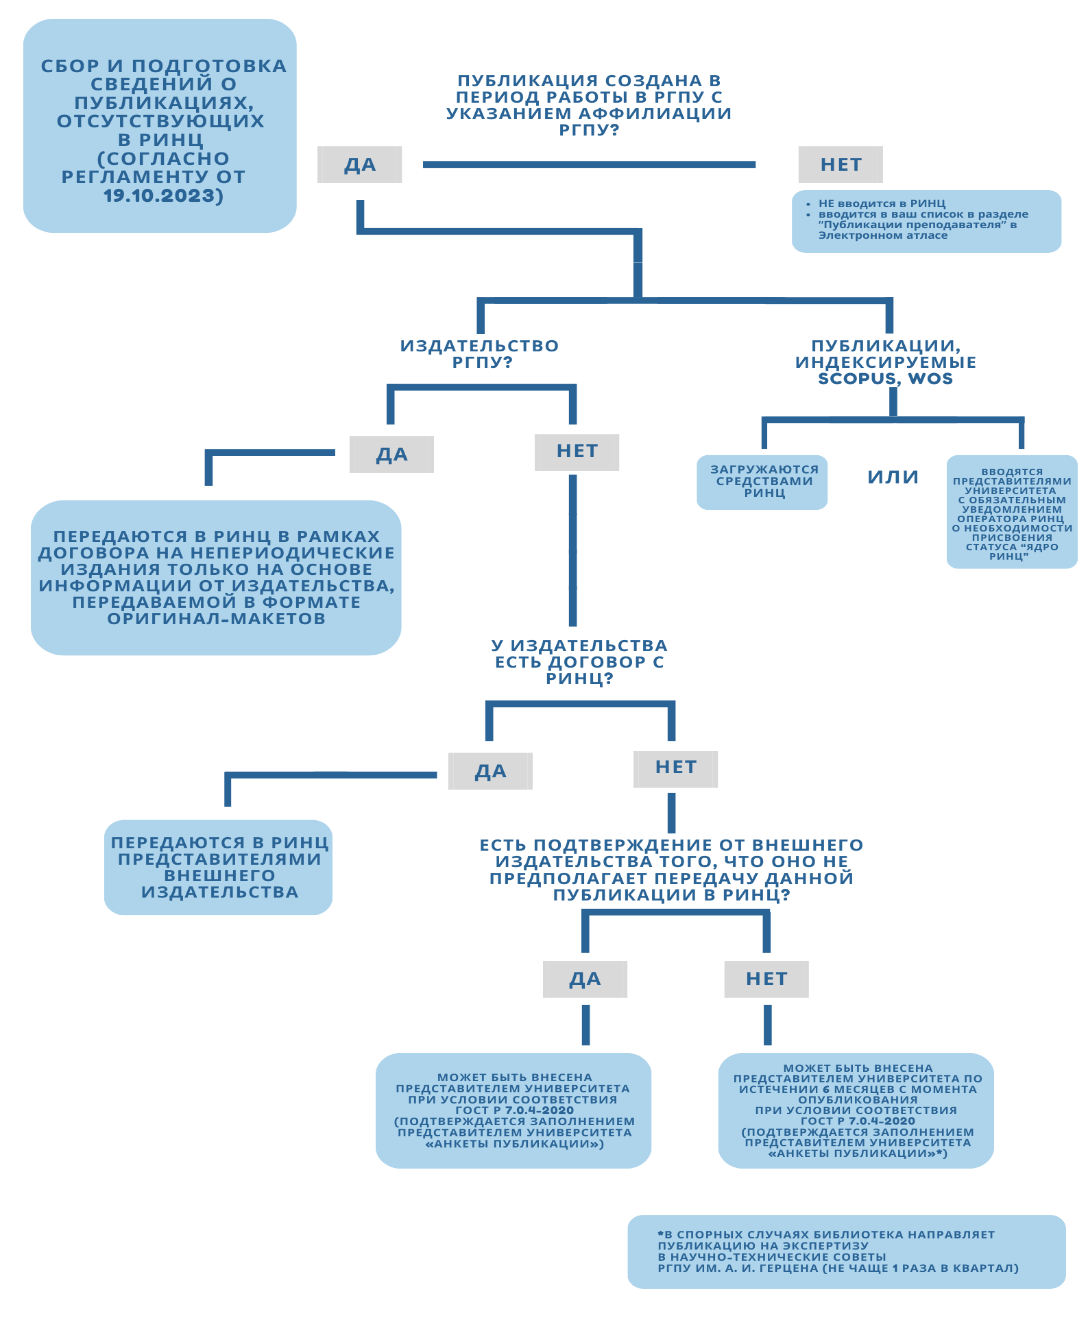 СБОР И ПОДГОТОВКА
СВЕДЕНИЙ О
ПУБЛИКАЦИЯХ,
ОТСУТСТВУЮЩИХ
В РИНЦ
(СОГЛАСНО
РЕГЛАМЕНТУ ОТ
19.10.2023)
ПУБЛИКАЦИЯ СОЗДАНА В
ПЕРИОД РАБОТЫ В РГПУ С
УКАЗАНИЕМ АФФИЛИАЦИИ
РГПУ?
ДА
НЕТ
• НЕ вводится в РИНЦ
• вводится в ваш список в разделе
"Публикации преподавателя" в
Электронном атласе
ИЗДАТЕЛЬСТВО
РГПУ?
ПУБЛИКАЦИИ,
ИНДЕКСИРУЕМЫЕ
SCOPUS, WOS
ДА
НЕТ
ЗАГРУЖАЮТСЯ
СРЕДСТВАМИ
РИНЦ
ИЛИ
ВВОДЯТСЯ
ПРЕДСТАВИТЕЛЯМИ
УНИВЕРСИТЕТА
С ОБЯЗАТЕЛЬНЫМ
УВЕДОМЛЕНИЕМ
ОПЕРАТОРА РИНЦ
О НЕОБХОДИМОСТИ
ПРИСВОЕНИЯ
СТАТУСА "ЯДРО
РИНЦ"
ПЕРЕДАЮТСЯ В РИНЦ В РАМКАХ
ДОГОВОРА НА НЕПЕРИОДИЧЕСКИЕ
ИЗДАНИЯ ТОЛЬКО НА ОСНОВЕ
ИНФОРМАЦИИ ОТ ИЗДАТЕЛЬСТВА,
ПЕРЕДАВАЕМОЙ В ФОРМАТЕ
ОРИГИНАЛ-МАКЕТОВ
У ИЗДАТЕЛЬСТВА
ЕСТЬ ДОГОВОР С
РИНЦ?
ДА
НЕТ
ПЕРЕДАЮТСЯ В РИНЦ
ПРЕДСТАВИТЕЛЯМИ
ВНЕШНЕГО
ИЗДАТЕЛЬСТВА
ЕСТЬ ПОДТВЕРЖДЕНИЕ ОТ ВНЕШНЕГО
ИЗДАТЕЛЬСТВА ТОГО, ЧТО ОНО НЕ
ПРЕДПОЛАГАЕТ ПЕРЕДАЧУ ДАННОЙ
ПУБЛИКАЦИИ В РИНЦ?
ДА
НЕТ
МОЖЕТ БЫТЬ ВНЕСЕНА
ПРЕДСТАВИТЕЛЕМ УНИВЕРСИТЕТА
ПРИ УСЛОВИИ СООТВЕТСТВИЯ
ГОСТ Р 7.0.4-2020
(ПОДТВЕРЖДАЕТСЯ ЗАПОЛНЕНИЕМ
ПРЕДСТАВИТЕЛЕМ УНИВЕРСИТЕТА
«АНКЕТЫ ПУБЛИКАЦИИ»)
МОЖЕТ БЫТЬ ВНЕСЕНА
ПРЕДСТАВИТЕЛЕМ УНИВЕРСИТЕТА ПО
ИСТЕЧЕНИИ 6 МЕСЯЦЕВ С МОМЕНТА
ОПУБЛИКОВАНИЯ
ПРИ УСЛОВИИ СООТВЕТСТВИЯ
ГОСТ Р 7.0.4-2020
(ПОДТВЕРЖДАЕТСЯ ЗАПОЛНЕНИЕМ
ПРЕДСТАВИТЕЛЕМ УНИВЕРСИТЕТА
«АНКЕТЫ ПУБЛИКАЦИИ»*)
*В СПОРНЫХ СЛУЧАЯХ БИБЛИОТЕКА НАПРАВЛЯЕТ
ПУБЛИКАЦИЮ НА ЭКСПЕРТИЗУ
В НАУЧНО-ТЕХНИЧЕСКИЕ СОВЕТЫ
РГПУ ИМ. А. И. ГЕРЦЕНА (НЕ ЧАЩЕ 1 РАЗА В КВАРТАЛ)